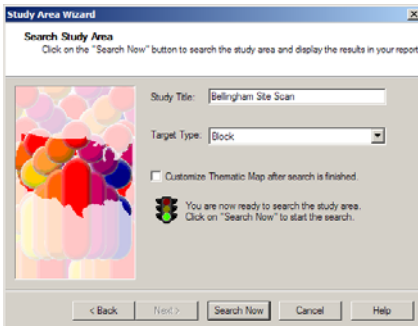 Study Area Wizard
Search Study Area
Click on the "Search Now" button to search the study area and display the results in your report
Study Title: Bellingham Site Scan
Target Type: Block
Customize Thematic Map after search is finished.
You are now ready to search the study area.
Click on "Search Now" to start the search.
< Back Next > Search Now Cancel Help